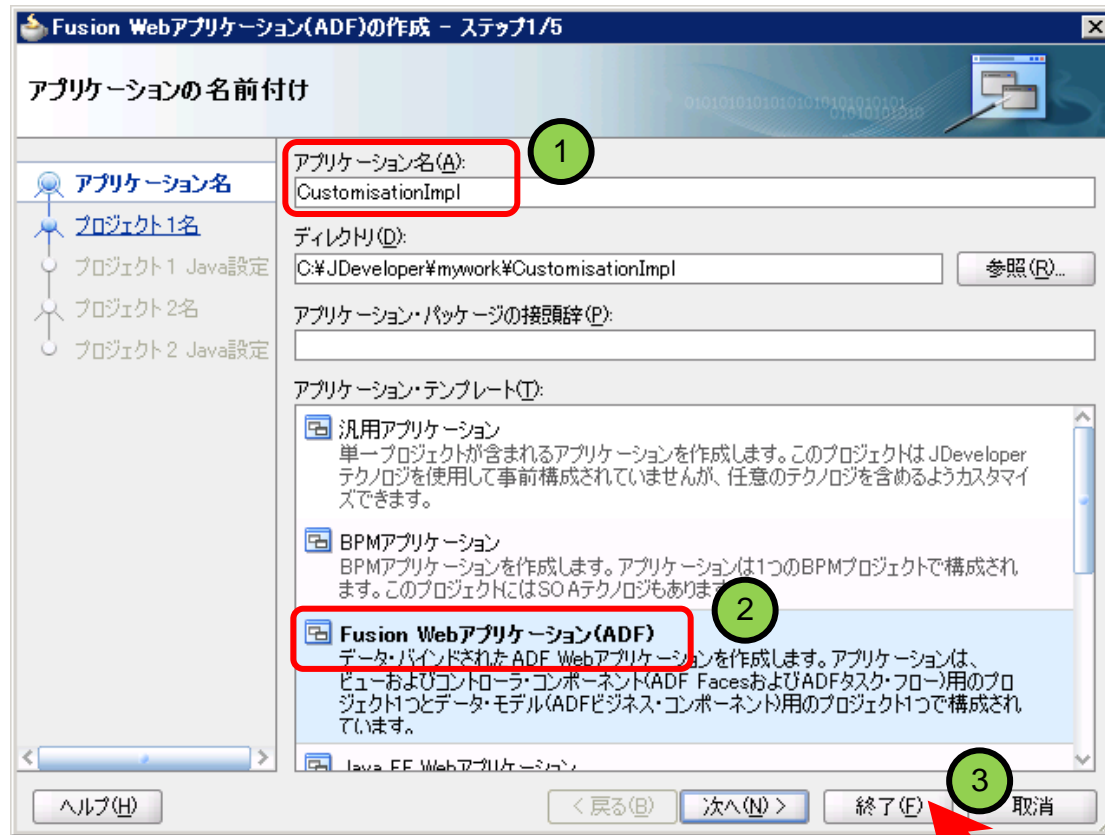 Fusion Webアプリケーション(ADF)の作成 - ステップ1/5
アプリケーションの名前付け
アプリケーション名
プロジェクト1名
プロジェクト1 Java設定
プロジェクト2名
プロジェクト2 Java設定
アプリケーション名(A):
1
CustomisationImpl
ディレクトリ(D):
C:¥JDeveloper¥mywork¥CustomisationImpl
参照(R)...
アプリケーション・パッケージの接頭辞(P):
アプリケーション・テンプレート(T):
汎用アプリケーション
単一プロジェクトが含まれるアプリケーションを作成します。このプロジェクトはJDeveloper
テクノロジを使用して事前構成されていませんが、任意のテクノロジを含めるようカスタマイ
ズできます。
BPMアプリケーション
BPMアプリケーションを作成します。アプリケーションは1つのBPMプロジェクトで構成され
ます。このプロジェクトにはSOAテクノロジもあります
2
Fusion Webアプリケーション(ADF)
データ・バインドされたADF Webアプリケーションを作成します。アプリケーションは、
ビューおよびコントローラ・コンポーネント(ADF FacesおよびADFタスク・フロー)用のプロ
ジェクト1つとデータ・モデル(ADFビジネス・コンポーネント)用のプロジェクト1つで構成され
ています。
Java EE Webアプリケーション
3
ヘルプ(H)
< 戻る(B)
次へ(N) >
終了(F)
取消